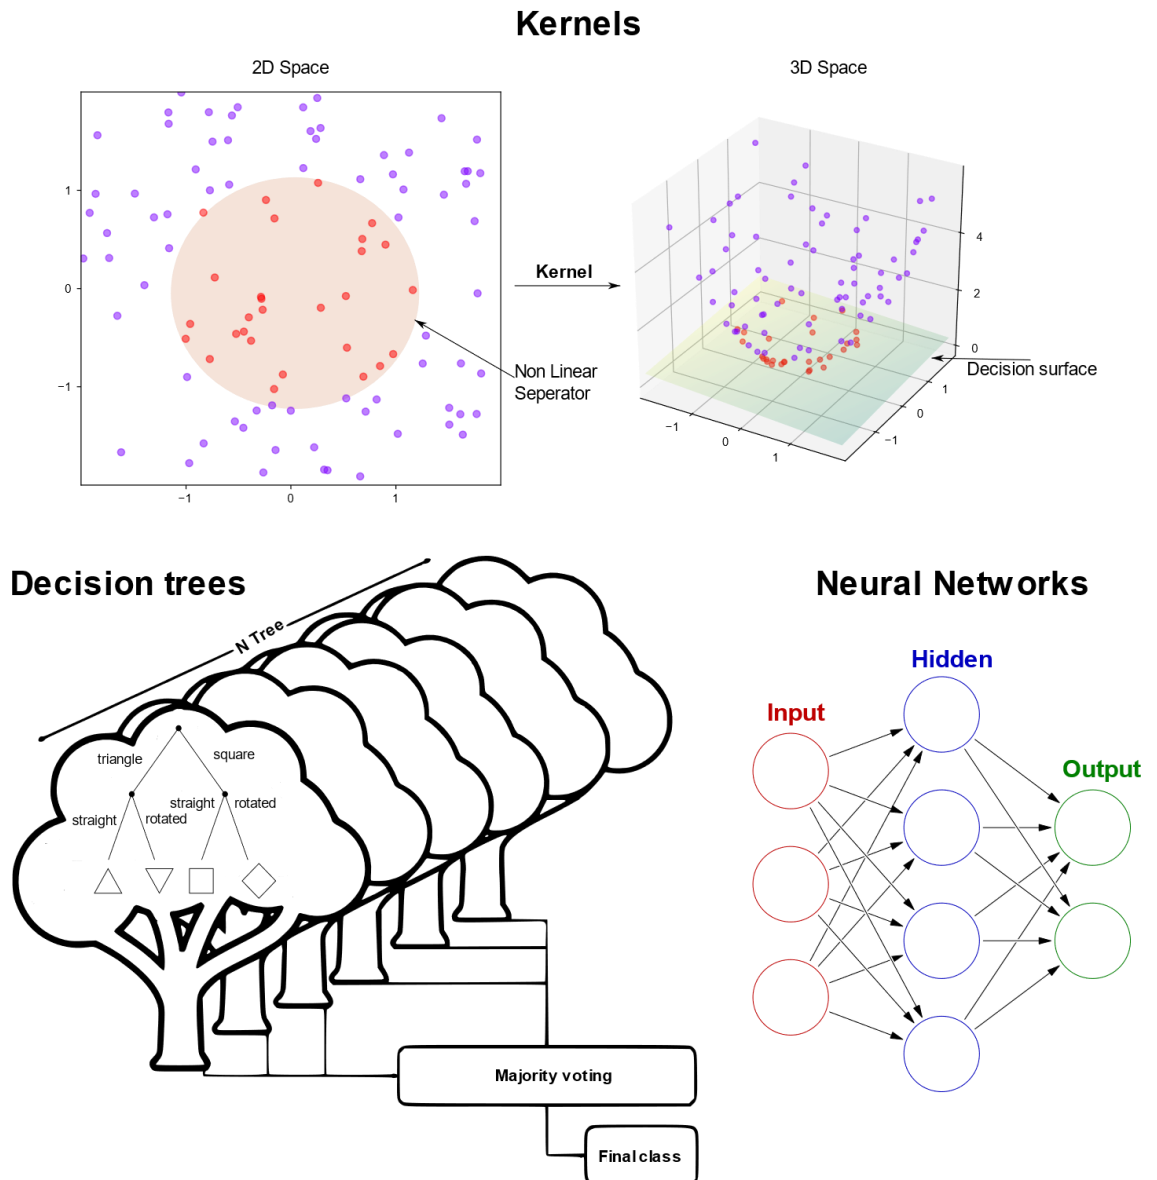 Kernels
2D Space
3D Space
1
0
−1
−1
0
1
Kernel
Non Linear
Seperator
4
2
0
1
0
−1
−1
0
1
Decision surface
Decision trees
N Tree
triangle
square
straight
rotated
straight
rotated
Majority voting
Final class
Neural Networks
Hidden
Input
Output